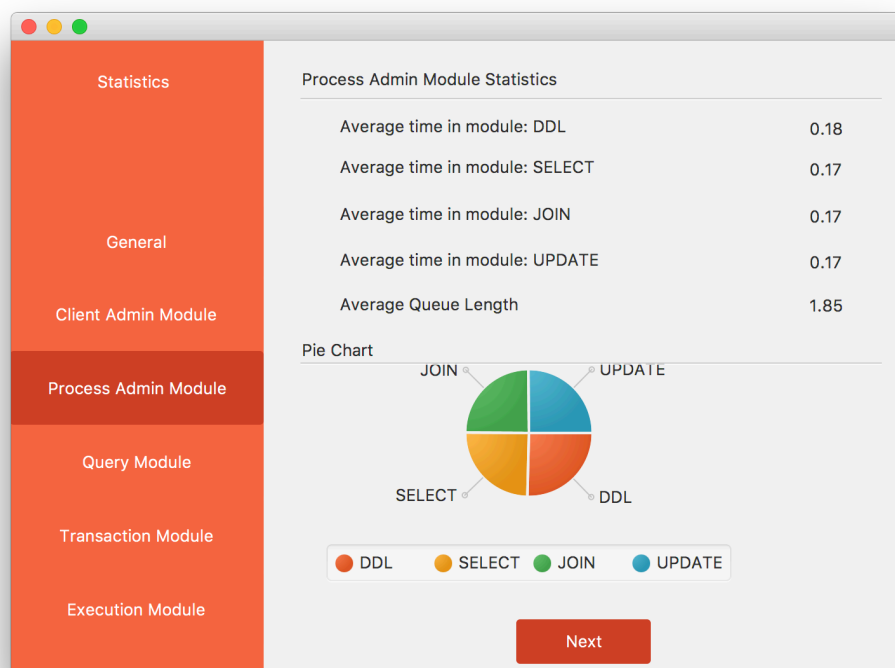 Statistics
General
Client Admin Module
Process Admin Module
Query Module
Transaction Module
Execution Module
Process Admin Module Statistics
Average time in module: DDL 0.18
Average time in module: SELECT 0.17
Average time in module: JOIN 0.17
Average time in module: UPDATE 0.17
Average Queue Length 1.85
Pie Chart
JOIN UPDATE
SELECT DDL
DDL SELECT JOIN UPDATE
Next